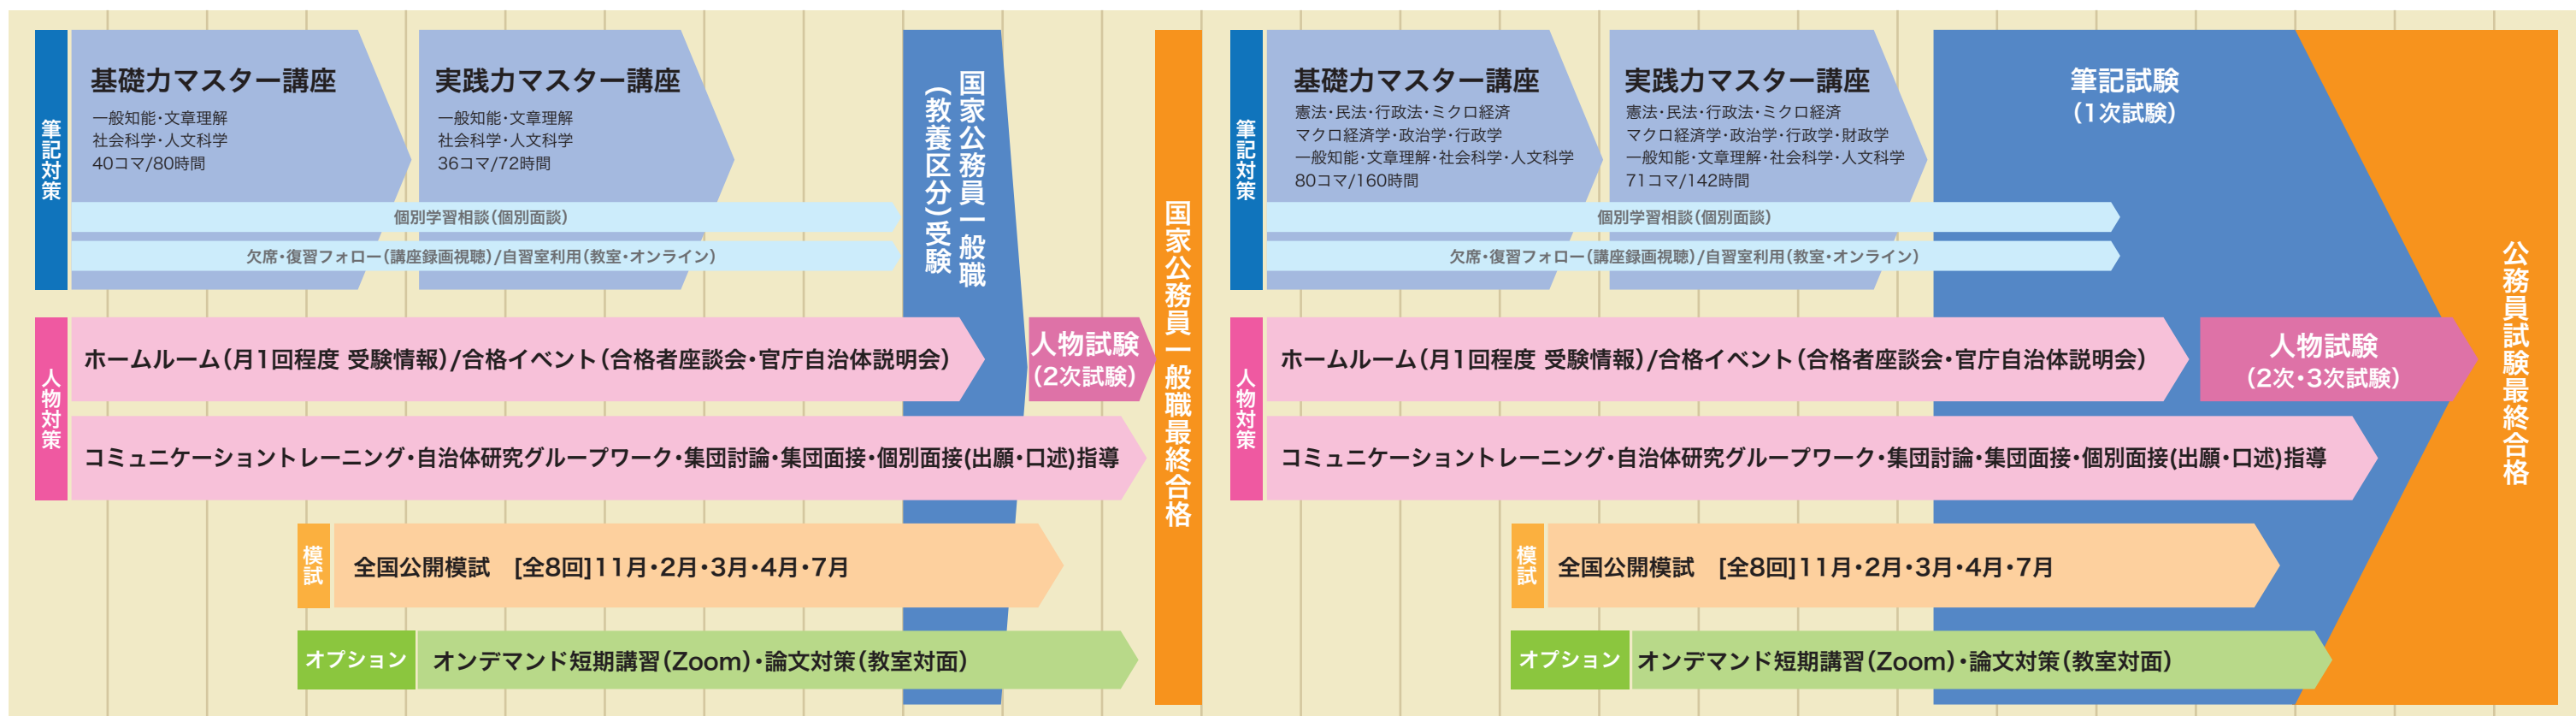 筆記対策
基礎力マスター講座
一般知能・文章理解
社会科学・人文科学
40コマ/80時間
実践力マスター講座
一般知能・文章理解
社会科学・人文科学
36コマ/72時間
個別学習相談(個別面談)
欠席・復習フォロー(講座録画視聴)/自習室利用(教室・オンライン)
国家公務員一般職
(教養区分)受験
人物対策
ホームルーム(月1回程度 受験情報)/合格イベント(合格者座談会・官庁自治体説明会)
人物試験
(2次試験)
コミュニケーショントレーニング・自治体研究グループワーク・集団討論・集団面接・個別面接(出願・口述)指導
模試
全国公開模試 [全8回]11月・2月・3月・4月・7月
オプション
オンデマンド短期講習(Zoom)・論文対策(教室対面)
国家公務員一般職最終合格
筆記対策
基礎力マスター講座
憲法・民法・行政法・ミクロ経済
マクロ経済学・政治学・行政学
一般知能・文章理解・社会科学・人文科学
80コマ/160時間
実践力マスター講座
憲法・民法・行政法・ミクロ経済
マクロ経済学・政治学・行政学・財政学
一般知能・文章理解・社会科学・人文科学
71コマ/142時間
個別学習相談(個別面談)
欠席・復習フォロー(講座録画視聴)/自習室利用(教室・オンライン)
筆記試験
(1次試験)
人物対策
ホームルーム(月1回程度 受験情報)/合格イベント(合格者座談会・官庁自治体説明会)
人物試験
(2次・3次試験)
コミュニケーショントレーニング・自治体研究グループワーク・集団討論・集団面接・個別面接(出願・口述)指導
模試
全国公開模試 [全8回]11月・2月・3月・4月・7月
オプション
オンデマンド短期講習(Zoom)・論文対策(教室対面)
公務員試験最終合格